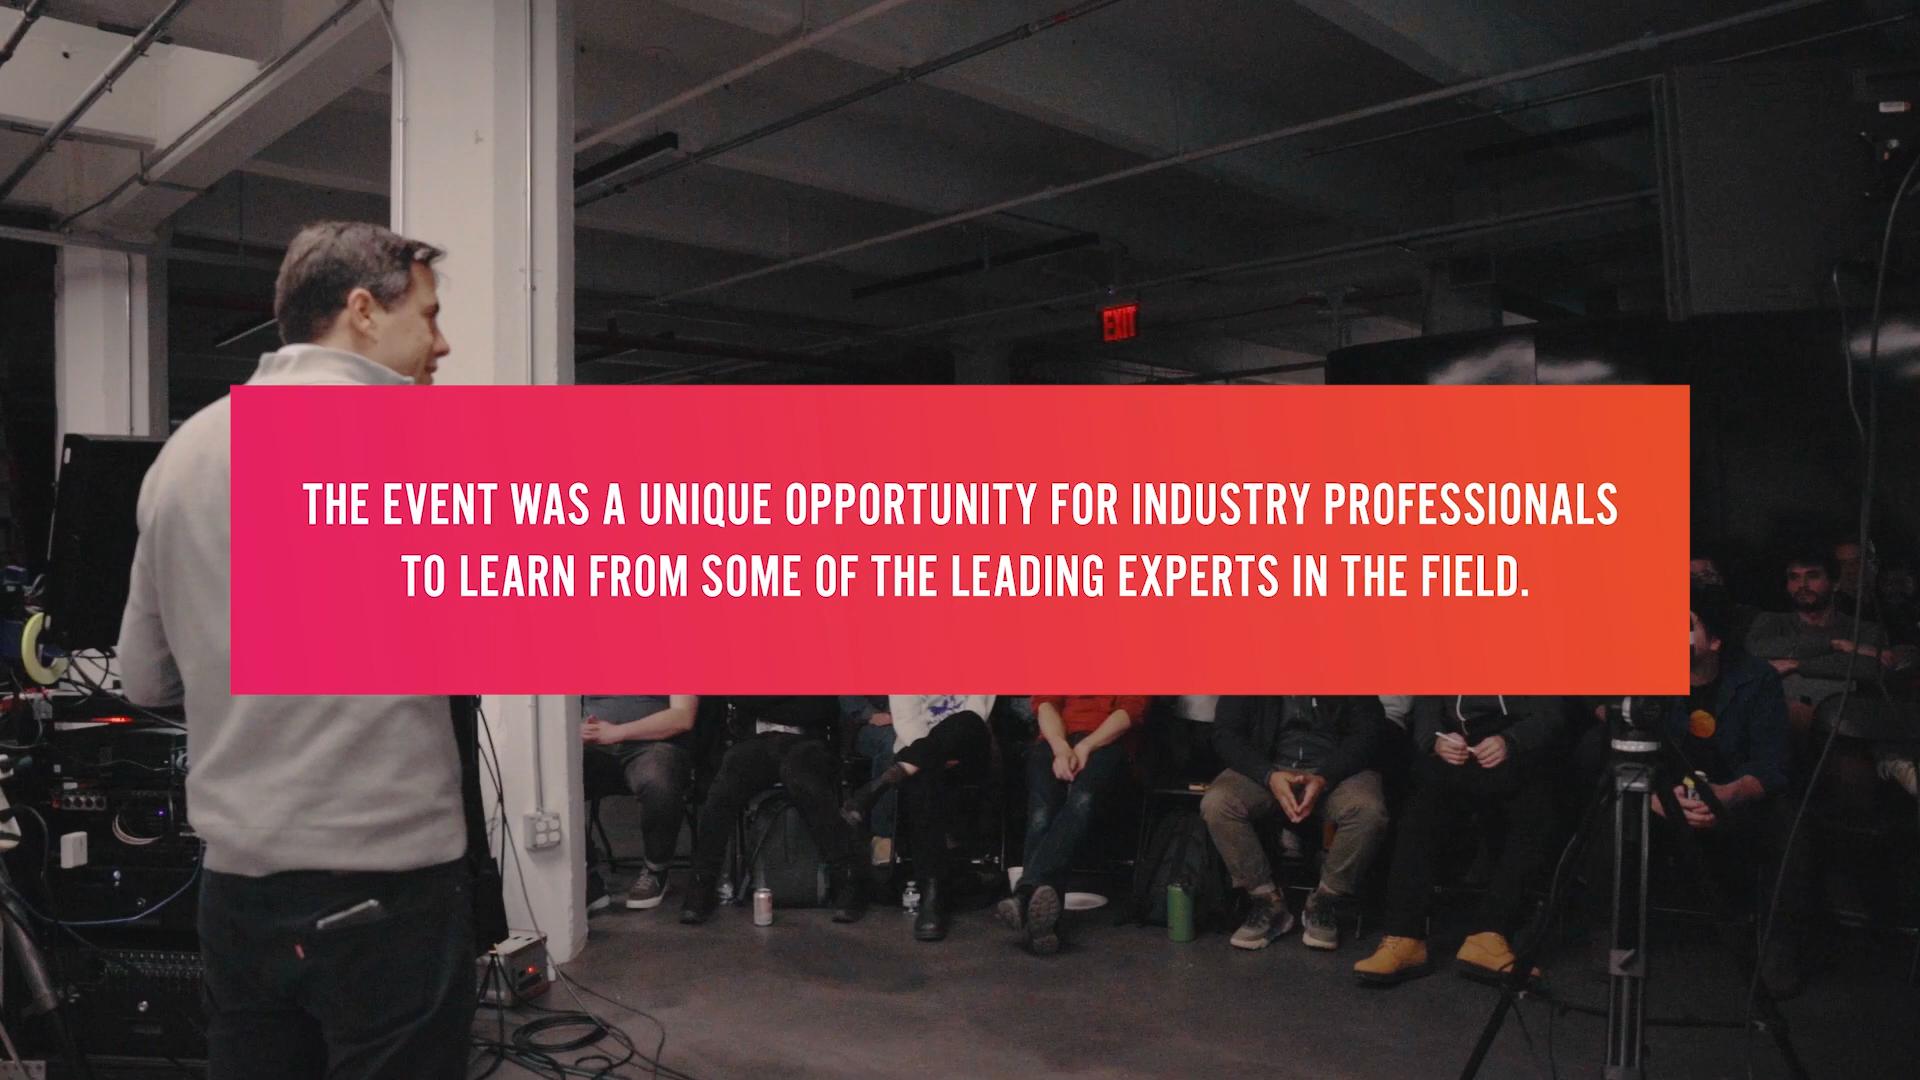 EXIT
THE EVENT WAS A UNIQUE OPPORTUNITY FOR INDUSTRY PROFESSIONALS
TO LEARN FROM SOME OF THE LEADING EXPERTS IN THE FIELD.